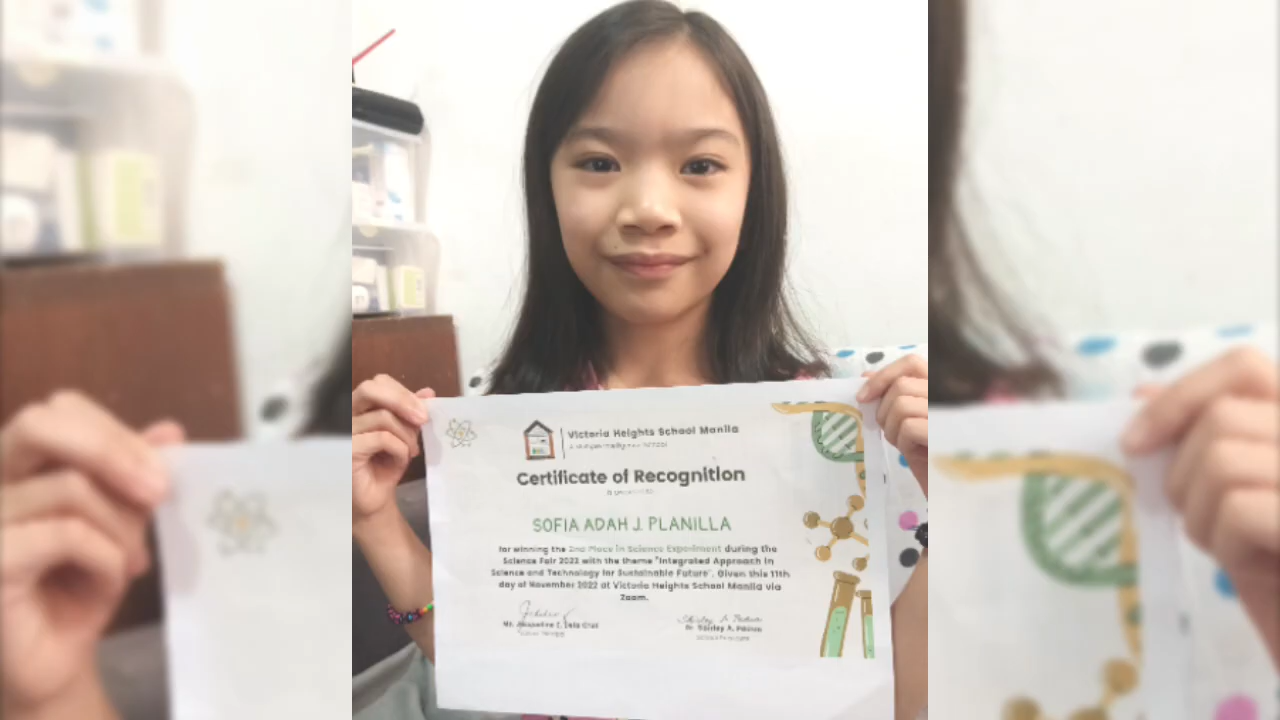 Victoria Heights School Manila
Certificate of Recognition
SOFIA ADAH J. PLANILLA
for winning the 2nd Place in Science Experiment during the
Science Fair 2022 with the theme "Integrated Approach in
Science and Technology for Sustainable Future". Given this 11th
day of November 2022 at Victoria Heights School Manila via
Zoom.